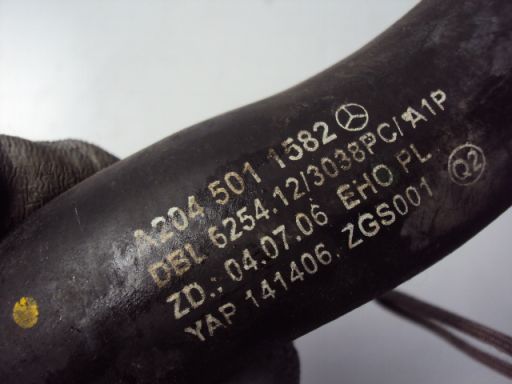 A204 501 1582
DBL 6254.12/3038PC/A1P
ZD.: 04.07.06 EHO PL Q2
YAP 141406. ZGS001